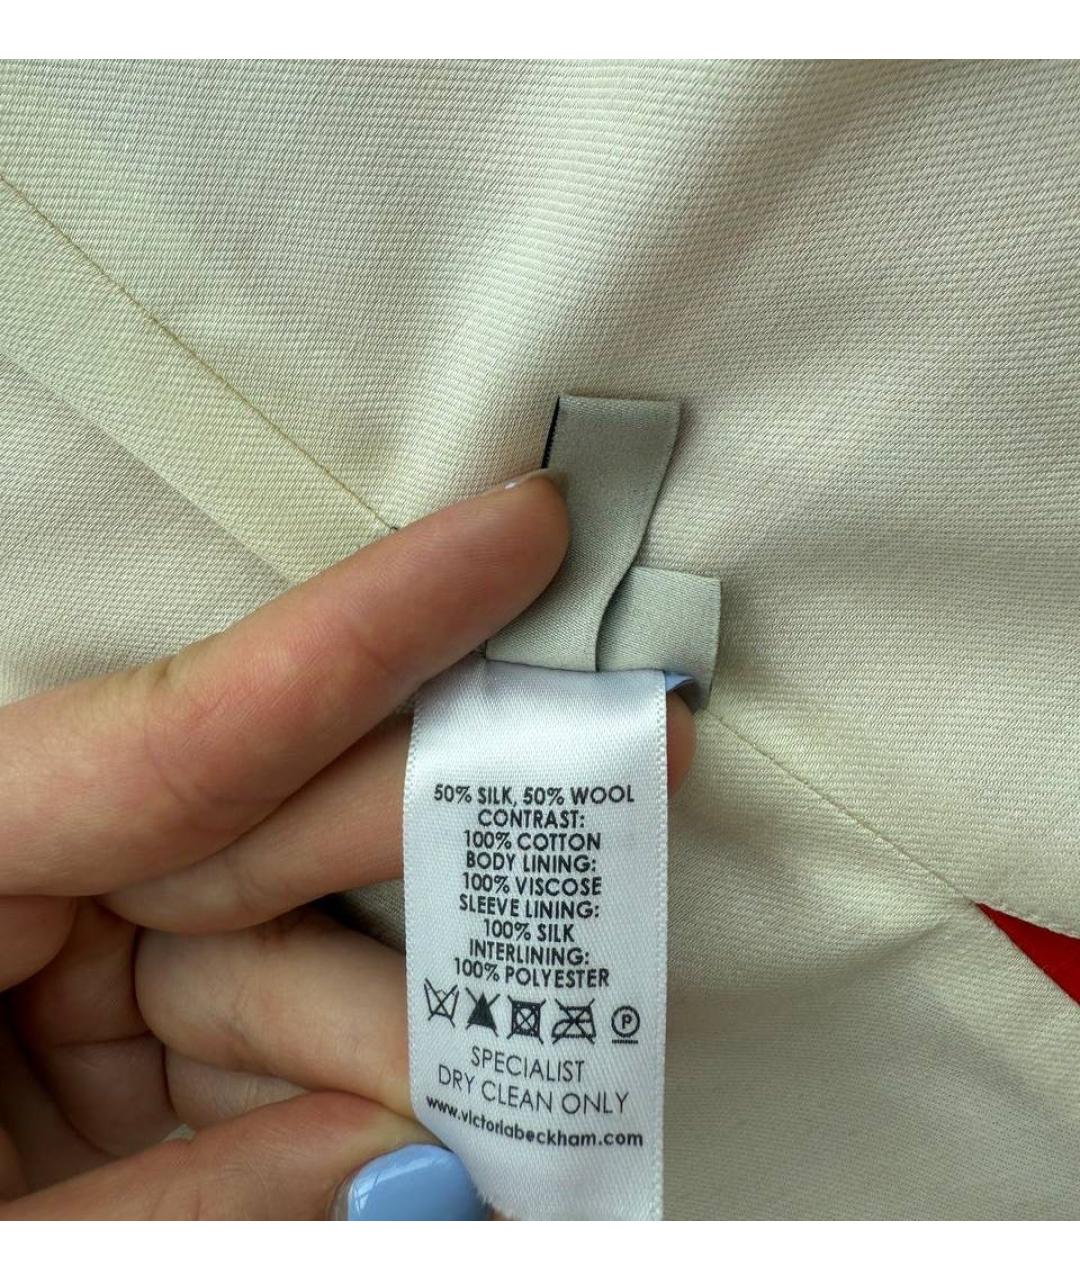 50% SILK, 50% WOOL
CONTRAST:
100% COTTON
BODY LINING:
100% VISCOSE
SLEEVE LINING:
100% SILK
INTERLINING:
100% POLYESTER
P
SPECIALIST
DRY CLEAN ONLY
www.victoriabeckham.com